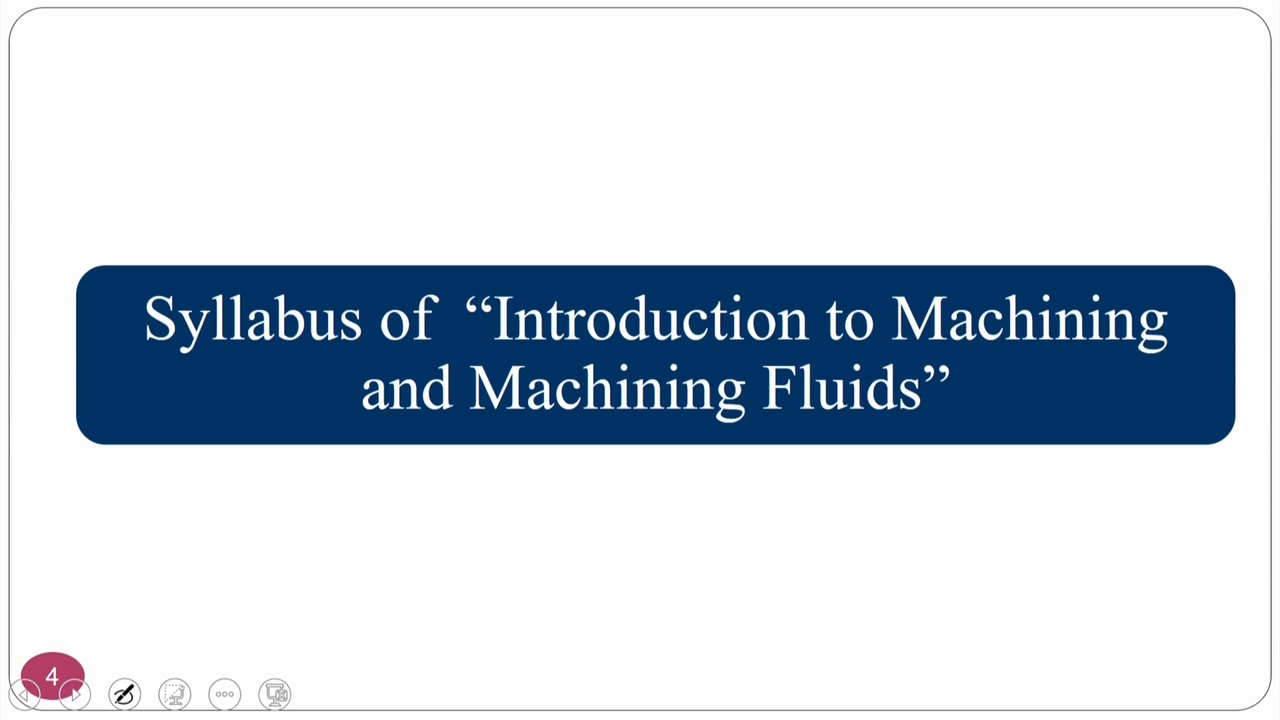 Syllabus of “Introduction to Machining
and Machining Fluids”
4